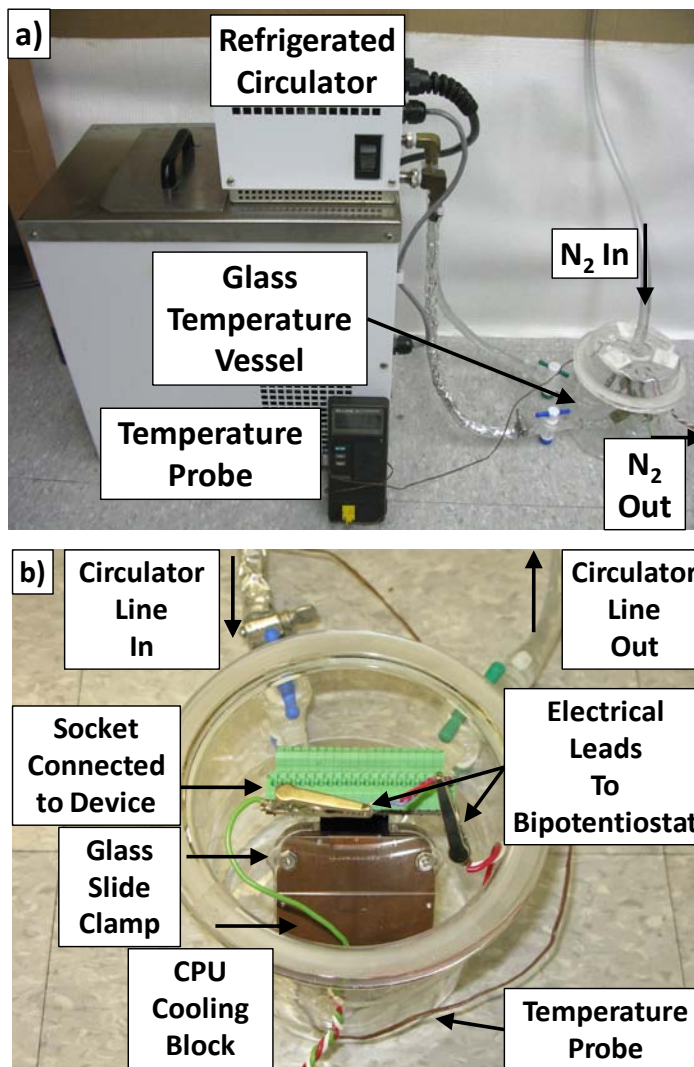 a)
Refrigerated
Circulator
N₂ In
Glass
Temperature
Vessel
Temperature
Probe
N₂
Out
b)
Circulator
Line
In
Circulator
Line
Out
Socket
Connected
to Device
Electrical
Leads
To
Bipotentiostat
Glass
Slide
Clamp
CPU
Cooling
Block
Temperature
Probe